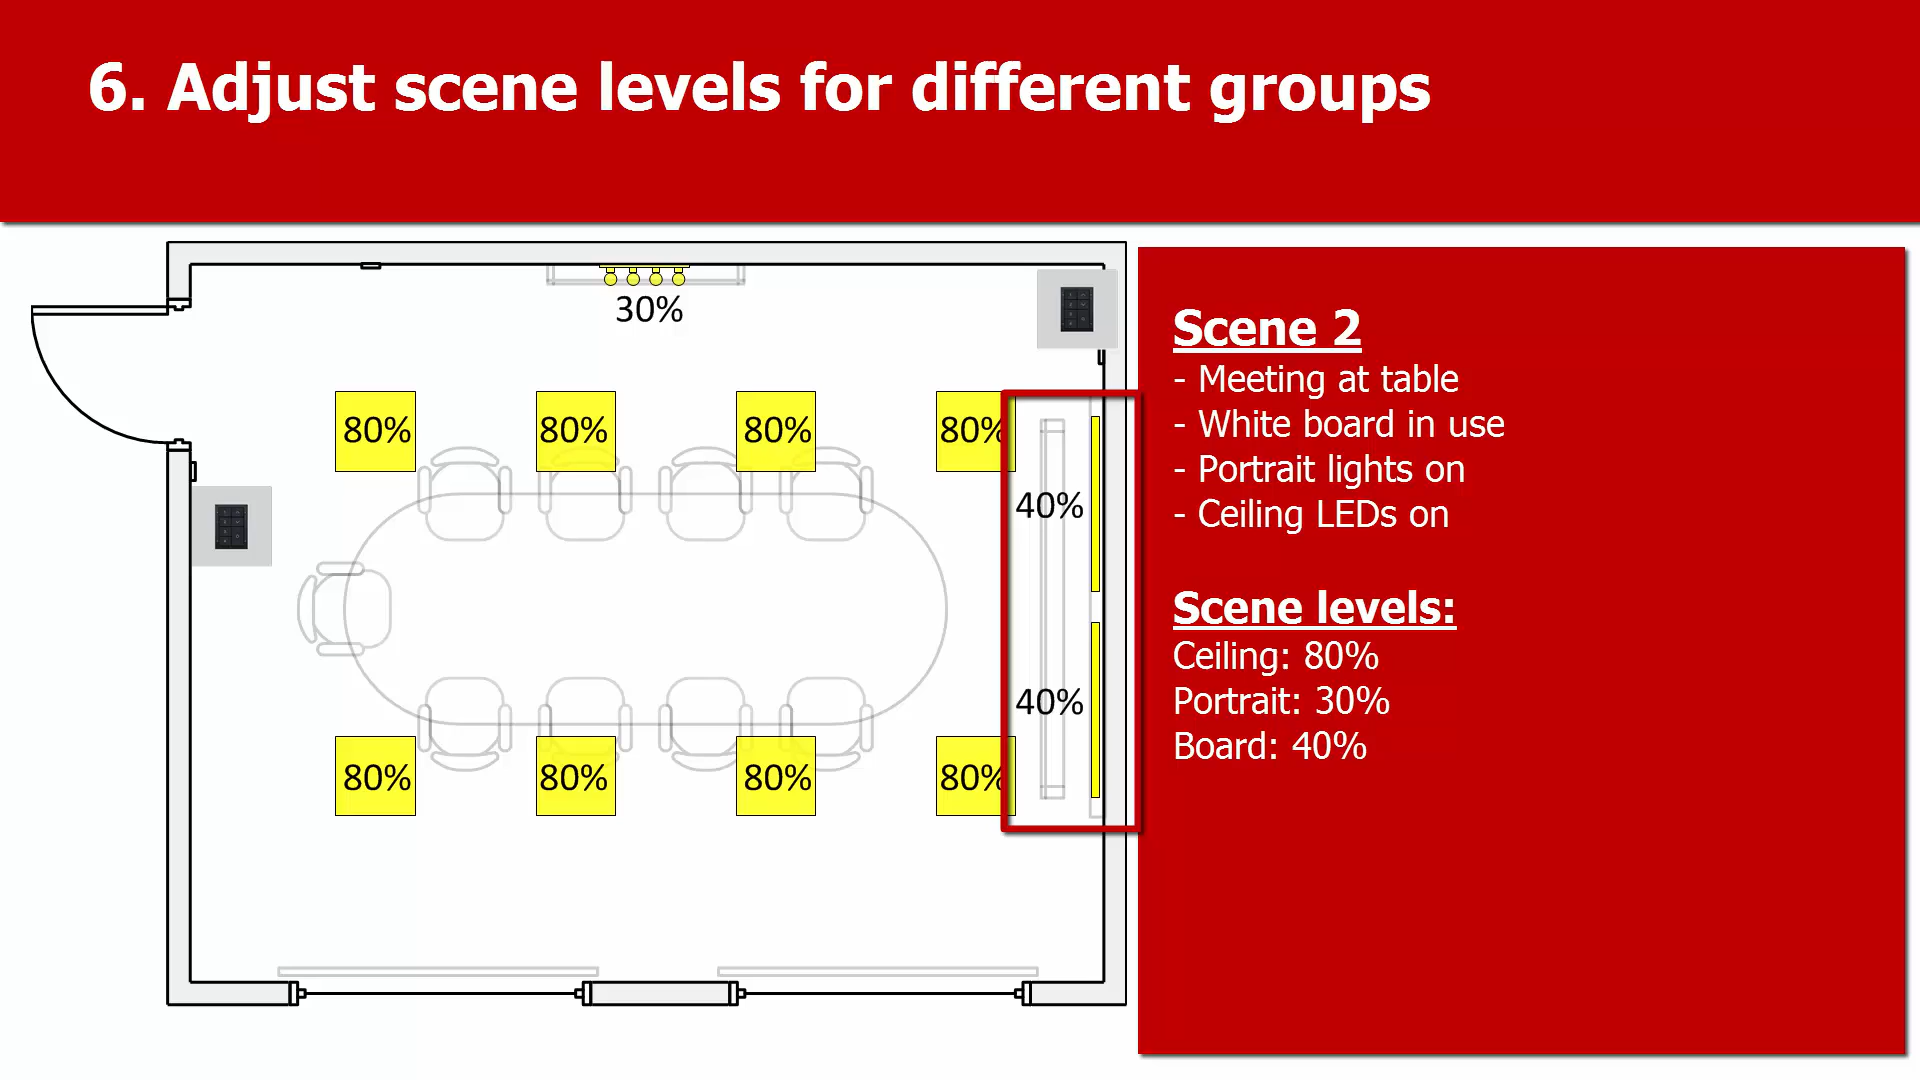 6. Adjust scene levels for different groups
30%
80% 80% 80% 80%
40%
40%
80% 80% 80% 80%
Scene 2
- Meeting at table
- White board in use
- Portrait lights on
- Ceiling LEDs on
Scene levels:
Ceiling: 80%
Portrait: 30%
Board: 40%